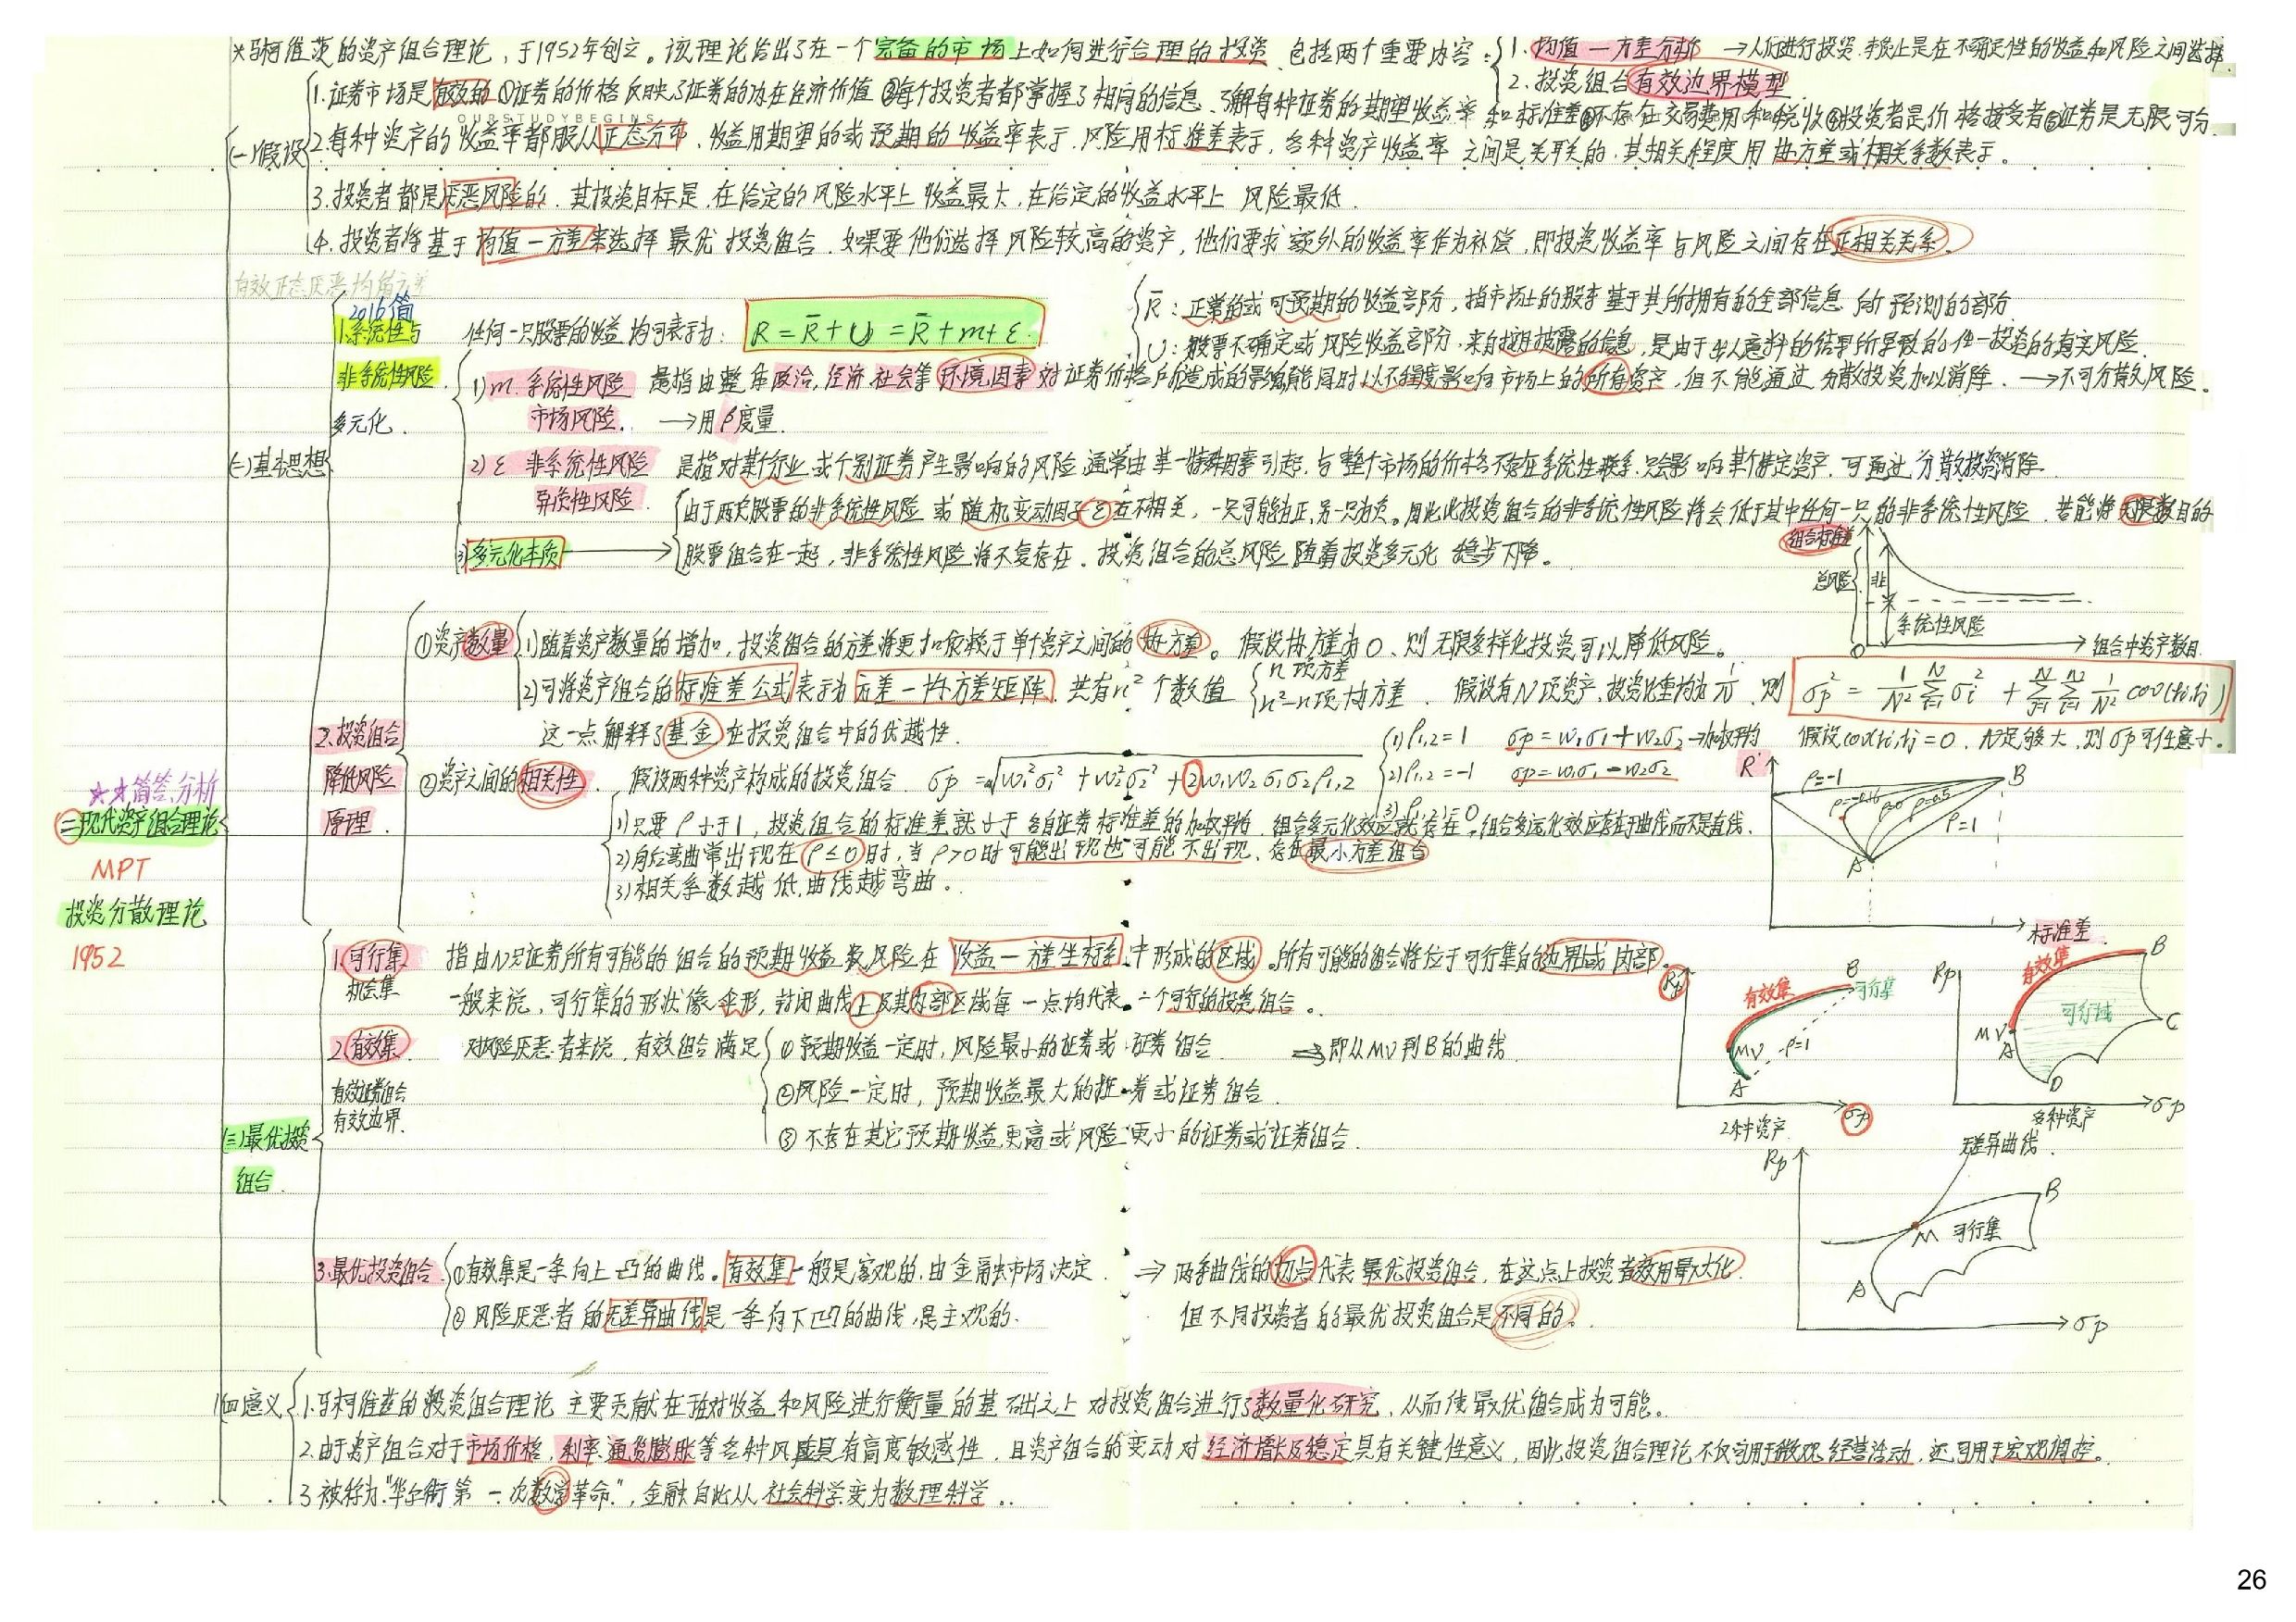 *马柯维茨的资产组合理论，于1952年创立。该理论给出了在一个完备的市场上如何进行合理的投资，包括两个重要内容：
1. 均值—方差分析 →人们进行投资，本质上是在不确定性的收益和风险之间选择
2. 投资组合有效边界模型
OURSTUDYBEGINS
(一)假设
1.证券市场是有效的 ①证券的价格反映了证券的内在经济价值 ②每个投资者都掌握了相同的信息，了解每种证券的期望收益率和标准差 ③不存在交易费用和税收 ④投资者是价格接受者 ⑤证券是无限可分
2.每种资产的收益率都服从正态分布，收益用期望的或预期的收益率表示，风险用标准差表示，各种资产收益率之间是关联的，其相关程度用协方差或相关系数表示。
3.投资者都是厌恶风险的，其投资目标是，在给定的风险水平上收益最大，在给定的收益水平上 风险最低．
4.投资者将基于均值—方差来选择最优投资组合．如果要他们选择风险较高的资产，他们要求额外的收益率作为补偿，即投资收益率与风险之间存在正相关关系。
有效正态厌恶均值方差
(二)基本思想
2016简
1.系统性与
非系统性风险
多元化．
任何一只股票的收益均可表示为： R = R̄ + U = R̄ + m + ε
R̄：正常的或可预期的收益部分，指市场上的股东基于其所拥有的全部信息所预测的部分
U：股票不确定或风险收益部分，来自按期披露的信息，是由于出人意料的结果所导致的，任一投资的真实风险．
1) m 系统性风险 是指由整体政治，经济，社会等环境因素对证券价格所造成的影响，能同时以不同程度影响市场上的所有资产，但不能通过分散投资加以消除． →不可分散风险．
市场风险． →用β度量．
2) ε 非系统性风险 是指对某个行业或个别证券产生影响的风险，通常由某一特殊因素引起，与整个市场的价格不存在系统性联系，只会影响某个特定资产，可通过分散投资消除．
异质性风险．
3)多元化本质 →
由于两只股票的非系统性风险或随机变动因子ε互不相关，一只可能为正，另一只为负。因此此投资组合的非系统性风险将会低于其中任何一只的非系统性风险．若能将无限数目的
股票组合在一起，非系统性风险将不复存在．投资组合的总风险随着投资多元化稳步下降。
组合标准差
总风险
非
系统性风险
0
组合中资产数目
2.投资组合
降低风险
原理．
①资产数量
1)随着资产数量的增加，投资组合的方差将更加依赖于单个资产之间的协方差。假设协方差为0，则无限多样化投资可以降低风险。
2)可将资产组合的标准差公式表示为方差—协方差矩阵，共有n²个数值
n 项方差
n²-n项协方差．
假设有N项资产，投资比重均为1/N，则 σp² = 1/N² Σ(i=1→N) σi² + Σ(j=1→N) Σ(i=1→N) 1/N² cov(ri,rj)
这一点解释了基金在投资组合中的优越性．
假设cov(ri,rj)=0，N足够大，则σp可任意小．
②资产之间的相关性． 假设两种资产构成的投资组合． σp = √(w₁²σ₁² + w₂²σ₂² + 2w₁w₂σ₁σ₂ρ₁,₂)
(1) ρ₁,₂=1 σp=w₁σ₁+w₂σ₂→加权平均
(2) ρ₁,₂=-1 σp=w₁σ₁-w₂σ₂
(3) ρ₁,₂=0
1)只要ρ小于1，投资组合的标准差就小于各自证券标准差的加权平均，组合多元化效应就存在，组合多元化效应存在于曲线而不是直线．
2)向后弯曲常出现在ρ≤0时，当ρ>0时可能出现也可能不出现．存在最小方差组合
3)相关系数越低，曲线越弯曲．
R
ρ=-1
ρ=0
ρ=0.5
ρ=1
B
A
标准差
★★简答，分析
(三)现代资产组合理论
MPT
投资分散理论
1952
(三)最优投资
组合．
1.可行集
机会集
指由N只证券所有可能的组合的预期收益及风险在收益—方差坐标系中形成的区域。所有可能的组合将位于可行集的边界或内部．
一般来说，可行集的形状像伞形，封闭曲线上及其内部区域每一点均代表一个可行的投资组合。
2.有效集
有效证券组合
有效边界．
对风险厌恶者来说，有效组合满足
①预期收益一定时，风险最小的证券或证券组合 ⇒即从MV到B的曲线
②风险一定时，预期收益最大的证券或证券组合．
③不存在其它预期收益更高或风险更小的证券或证券组合．
Rp
有效集
B
可行集
MV
ρ=1
A
σp
2种资产
Rp
有效集
B
可行域
C
MV
A
D
σp
多种资产
无差异曲线．
Rp
B
M 可行集
A
σp
3.最优投资组合
①有效集是一条向上凸的曲线。有效集一般是客观的，由金融市场决定．
②风险厌恶者的无差异曲线是一条向下凹的曲线，是主观的．
⇒ 两条曲线的切点代表最优投资组合，在这点上投资者效用最大化．
但不同投资者的最优投资组合是不同的。
(四)意义
1.马柯维茨的投资组合理论主要贡献在于对收益和风险进行衡量的基础之上 对投资组合进行了数量化研究，从而使最优组合成为可能。
2.由于资产组合对于市场价格，利率，通货膨胀等各种风险具有高度敏感性，且资产组合的变动对经济增长及稳定具有关键性意义，因此投资组合理论不仅可用于微观经营活动，还可用于宏观调控。
3.被称为"华尔街第一次数学革命"，金融自此从社会科学变为数理科学．
26